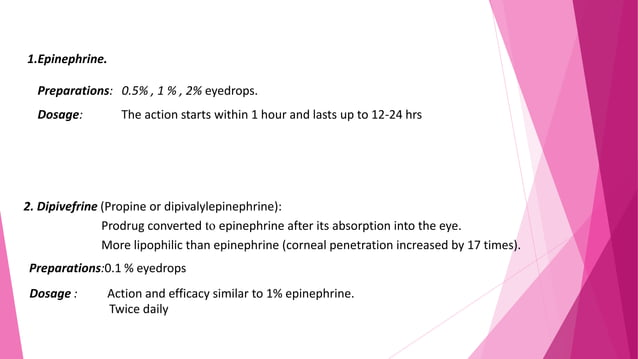 1.Epinephrine.
Preparations: 0.5% , 1 % , 2% eyedrops.
Dosage: The action starts within 1 hour and lasts up to 12-24 hrs
2. Dipivefrine (Propine or dipivalylepinephrine):
Prodrug converted to epinephrine after its absorption into the eye.
More lipophilic than epinephrine (corneal penetration increased by 17 times).
Preparations:0.1 % eyedrops
Dosage : Action and efficacy similar to 1% epinephrine.
Twice daily